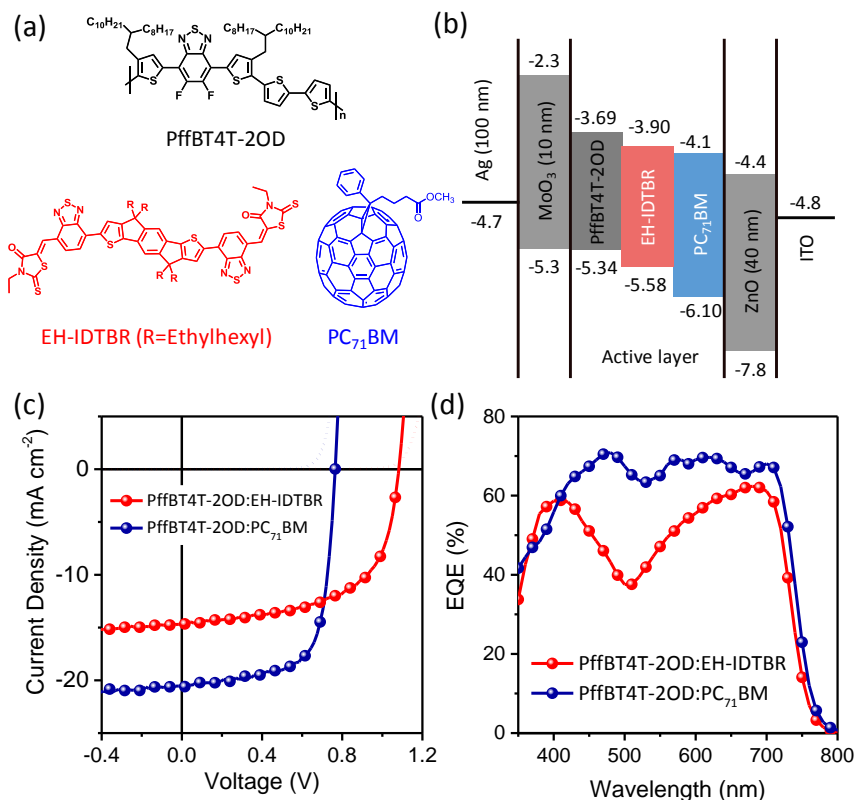 (a)
C10H21
C8H17
N
S
N
C8H17
C10H21
S
F
F
S
S
S
n
PffBT4T-2OD
EH-IDTBR (R=Ethylhexyl)
O
OCH3
PC71BM
(b)
Ag (100 nm)
-4.7
-2.3
MoO3 (10 nm)
-5.3
-3.69
PffBT4T-2OD
-5.34
-3.90
EH-IDTBR
-5.58
-4.1
PC71BM
-6.10
-4.4
ZnO (40 nm)
-7.8
-4.8
ITO
Active layer
(c)
Current Density (mA cm-2)
0
-10
-20
PffBT4T-2OD:EH-IDTBR
PffBT4T-2OD:PC71BM
-0.4 0.0 0.4 0.8 1.2
Voltage (V)
(d)
EQE (%)
80
70
60
50
40
30
20
10
0
PffBT4T-2OD:EH-IDTBR
PffBT4T-2OD:PC71BM
400 500 600 700 800
Wavelength (nm)